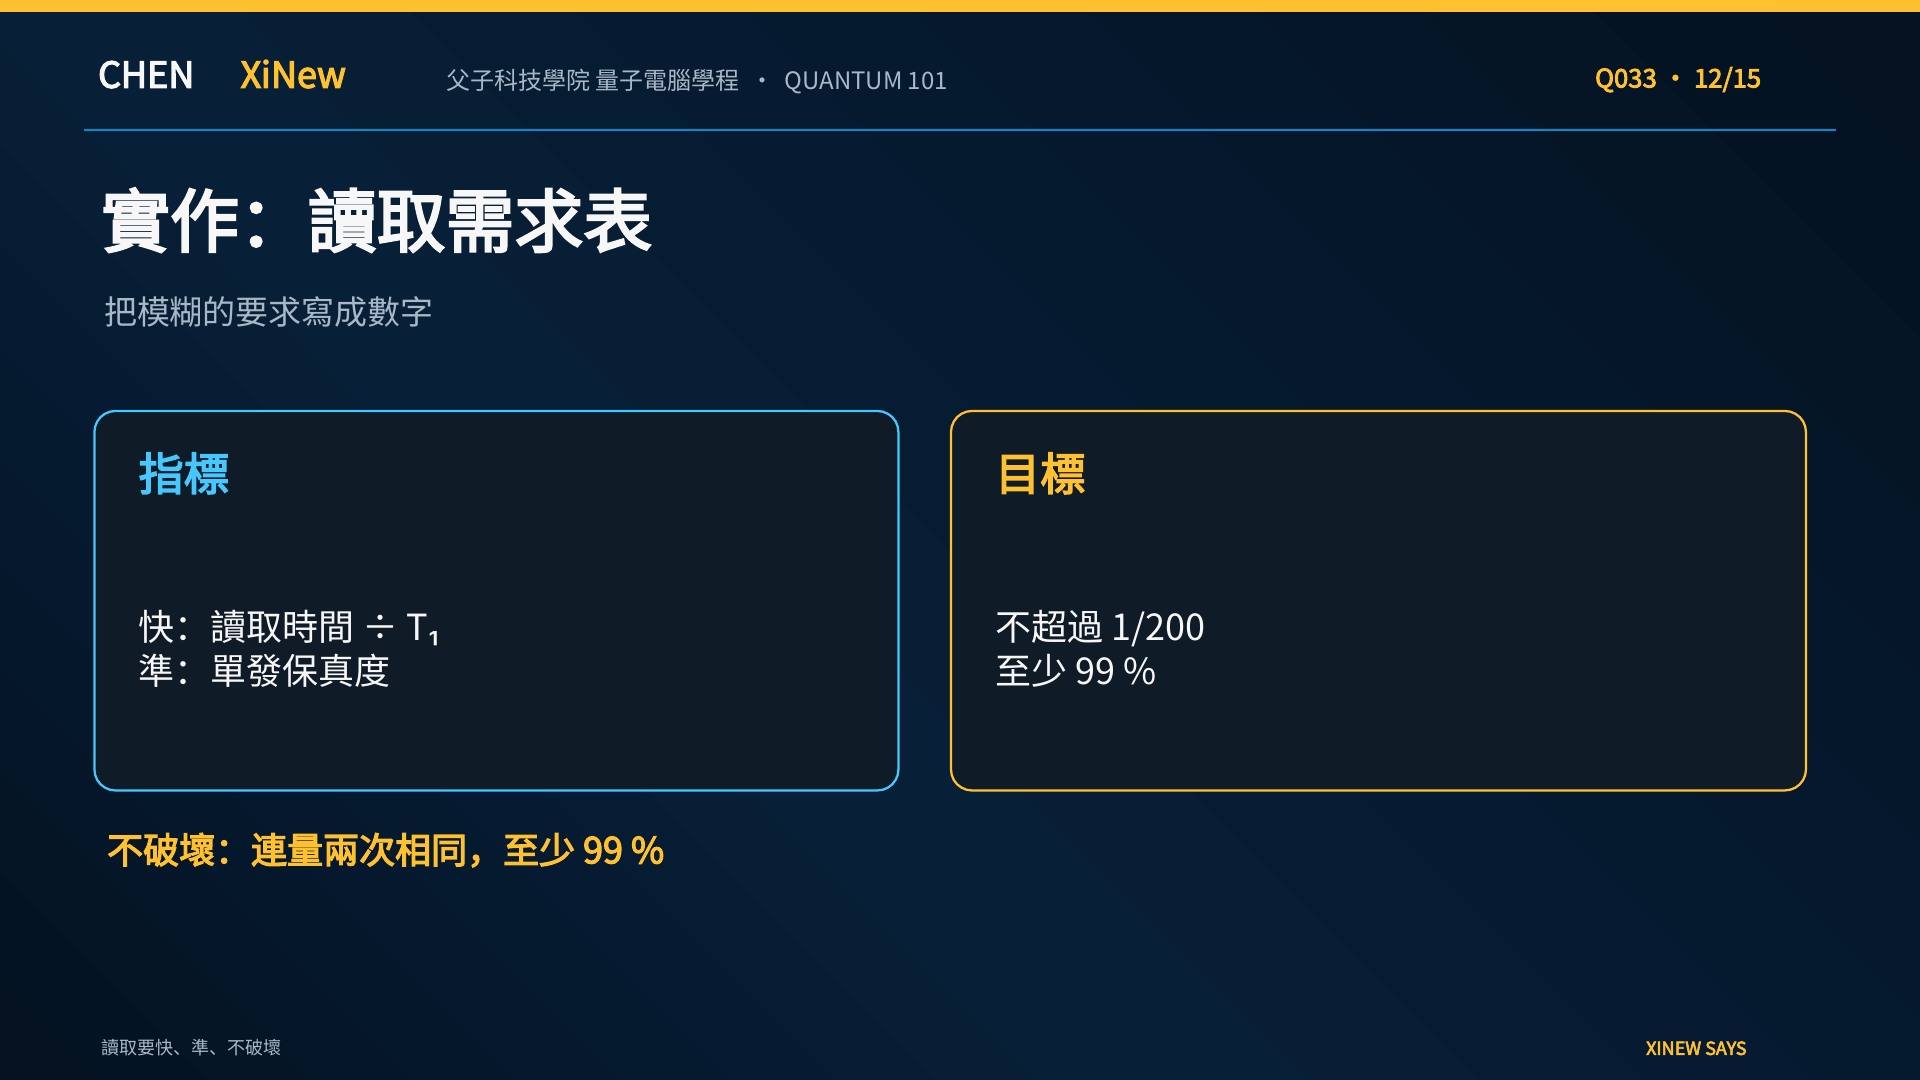 CHEN XiNew 父子科技學院 量子電腦學程 • QUANTUM 101 Q033 • 12/15
實作：讀取需求表
把模糊的要求寫成數字
指標
快：讀取時間 ÷ T₁
準：單發保真度
目標
不超過 1/200
至少 99 %
不破壞：連量兩次相同，至少 99 %
讀取要快、準、不破壞
XINEW SAYS